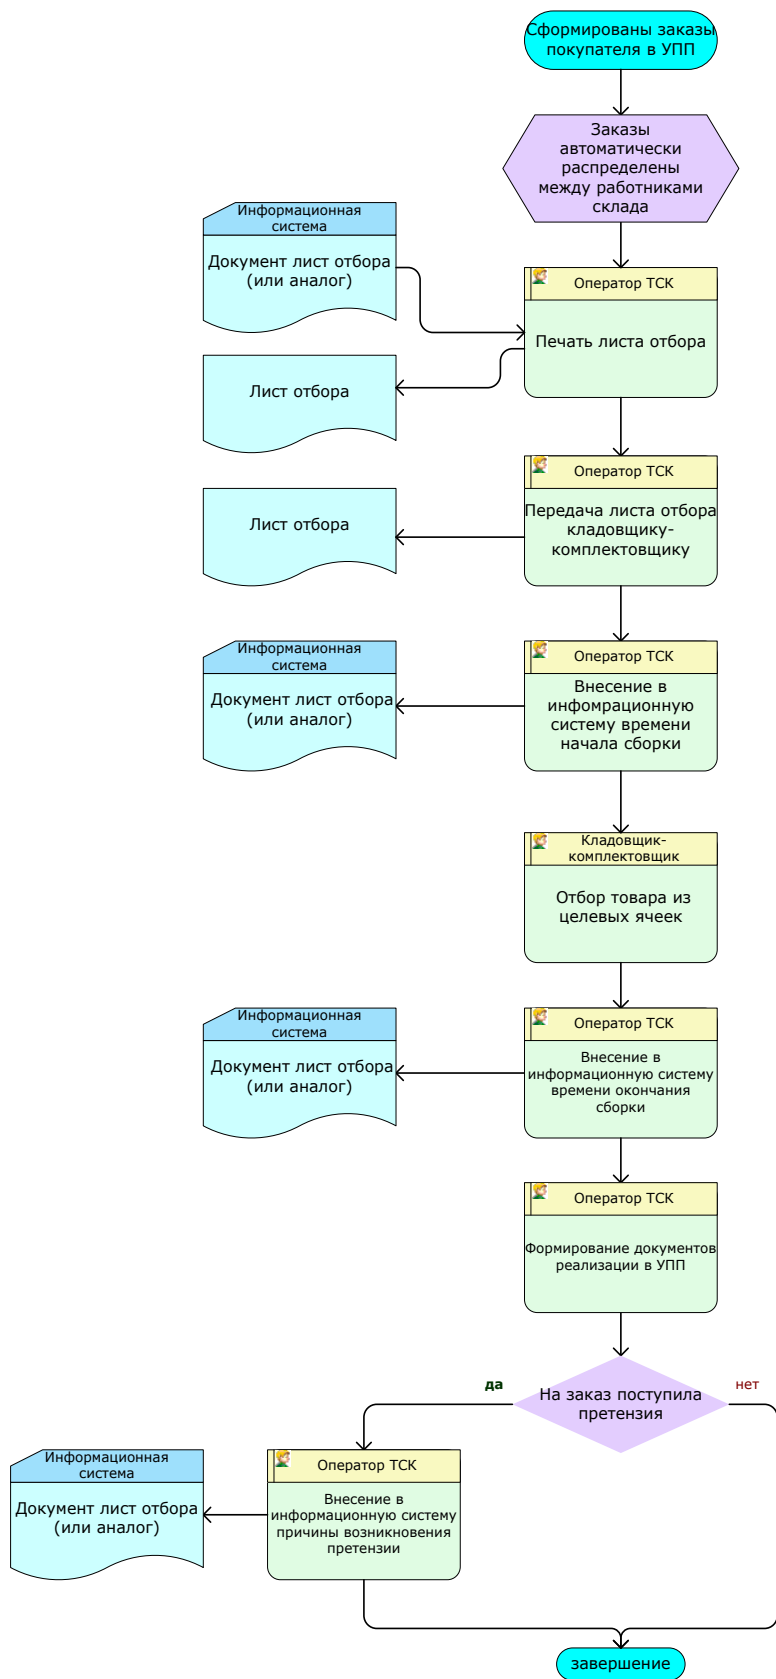 Сформированы заказы
покупателя в УПП
Заказы
автоматически
распределены
между работниками
склада
Информационная
система
Документ лист отбора
(или аналог)
Оператор ТСК
Печать листа отбора
Лист отбора
Оператор ТСК
Передача листа отбора
кладовщику-
комплектовщику
Лист отбора
Информационная
система
Документ лист отбора
(или аналог)
Оператор ТСК
Внесение в
инфомрационную
систему времени
начала сборки
Кладовщик-
комплектовщик
Отбор товара из
целевых ячеек
Информационная
система
Документ лист отбора
(или аналог)
Оператор ТСК
Внесение в
информационную систему
времени окончания
сборки
Оператор ТСК
Формирование документов
реализации в УПП
да
На заказ поступила
претензия
нет
Информационная
система
Документ лист отбора
(или аналог)
Оператор ТСК
Внесение в
информационную систему
причины возникновения
претензии
завершение